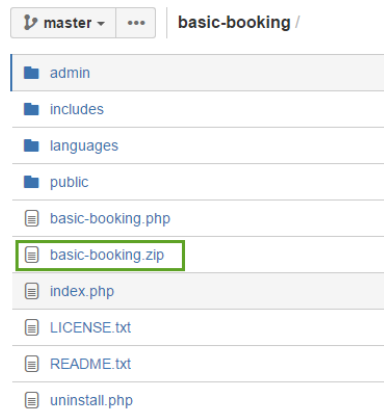 master ... basic-booking /
admin
includes
languages
public
basic-booking.php
basic-booking.zip
index.php
LICENSE.txt
README.txt
uninstall.php